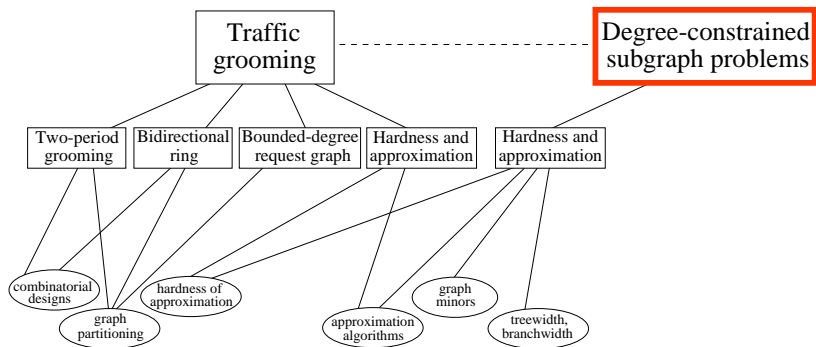 Traffic
grooming
Degree-constrained
subgraph problems
Two-period
grooming
Bidirectional
ring
Bounded-degree
request graph
Hardness and
approximation
Hardness and
approximation
combinatorial
designs
graph
partitioning
hardness of
approximation
approximation
algorithms
graph
minors
treewidth,
branchwidth